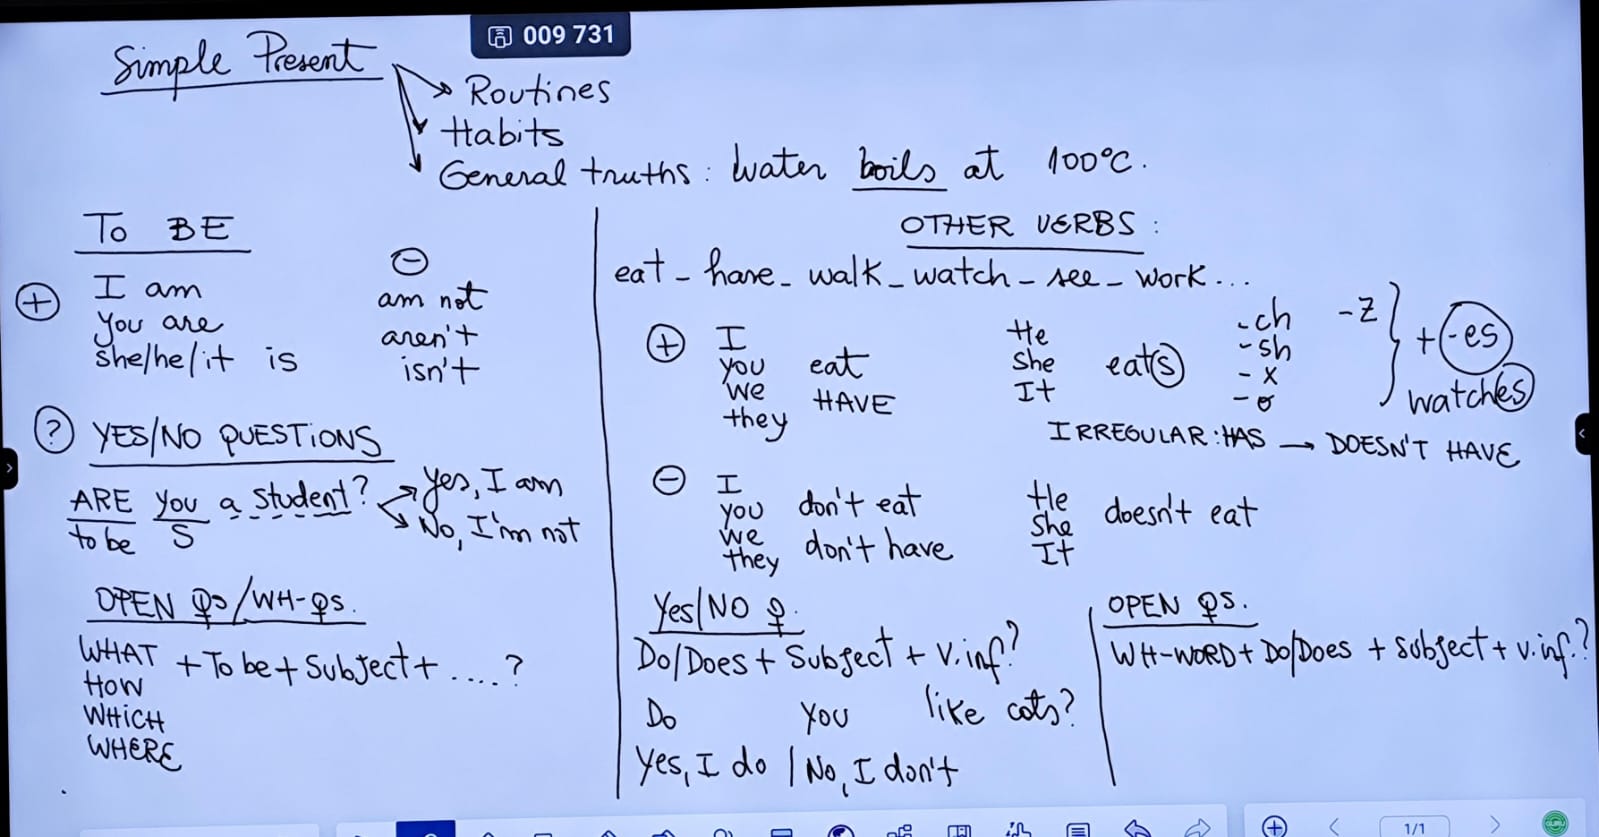 009 731
Simple Present
Routines
Habits
General truths: Water boils at 100°C.
TO BE
+ I am
you are
she/he/it is
-
am not
aren't
isn't
? YES/NO QUESTIONS
ARE you a student?
to be S
Yes, I am
No, I'm not
OPEN Qs/WH-QS.
WHAT + To be + Subject + ....?
HOW
WHICH
WHERE
OTHER VERBS:
eat - have - walk - watch - see - work...
+ I
you eat
we HAVE
they
He
She eats
It
-ch
-sh
-x
-o
-z
+ -es
watches
IRREGULAR: HAS → DOESN'T HAVE
- I
you don't eat
we
they don't have
He
She doesn't eat
It
Yes/NO Q.
Do/Does + Subject + V.inf?
Do you like cats?
Yes, I do / No, I don't
OPEN QS.
WH-WORD + Do/Does + subject + v.inf.?
1/1